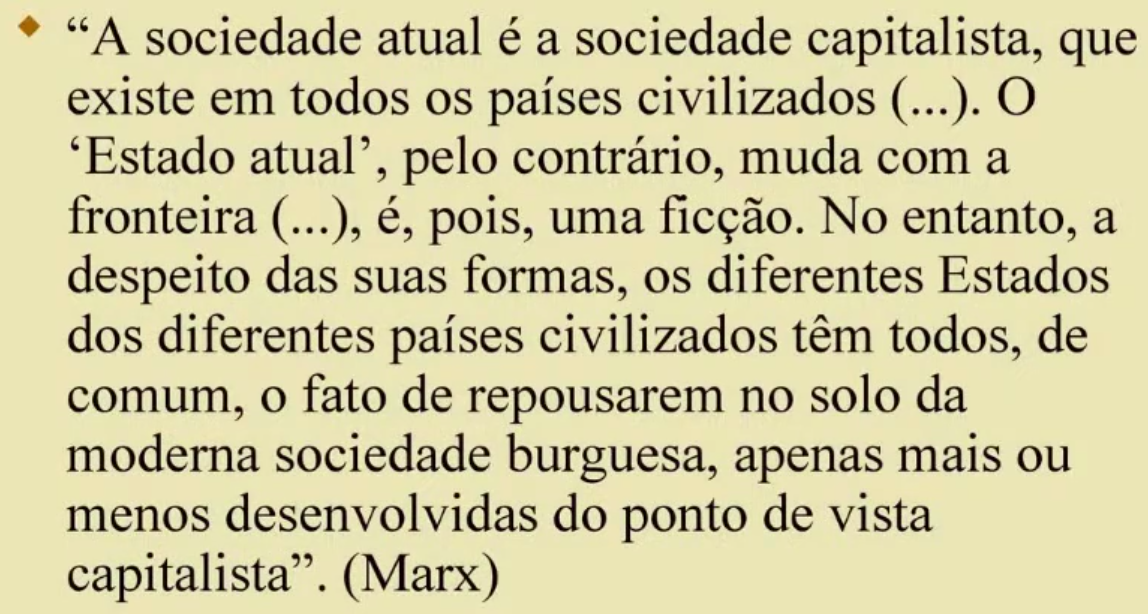 “A sociedade atual é a sociedade capitalista, que
existe em todos os países civilizados (...). O
‘Estado atual’, pelo contrário, muda com a
fronteira (...), é, pois, uma ficção. No entanto, a
despeito das suas formas, os diferentes Estados
dos diferentes países civilizados têm todos, de
comum, o fato de repousarem no solo da
moderna sociedade burguesa, apenas mais ou
menos desenvolvidas do ponto de vista
capitalista”. (Marx)